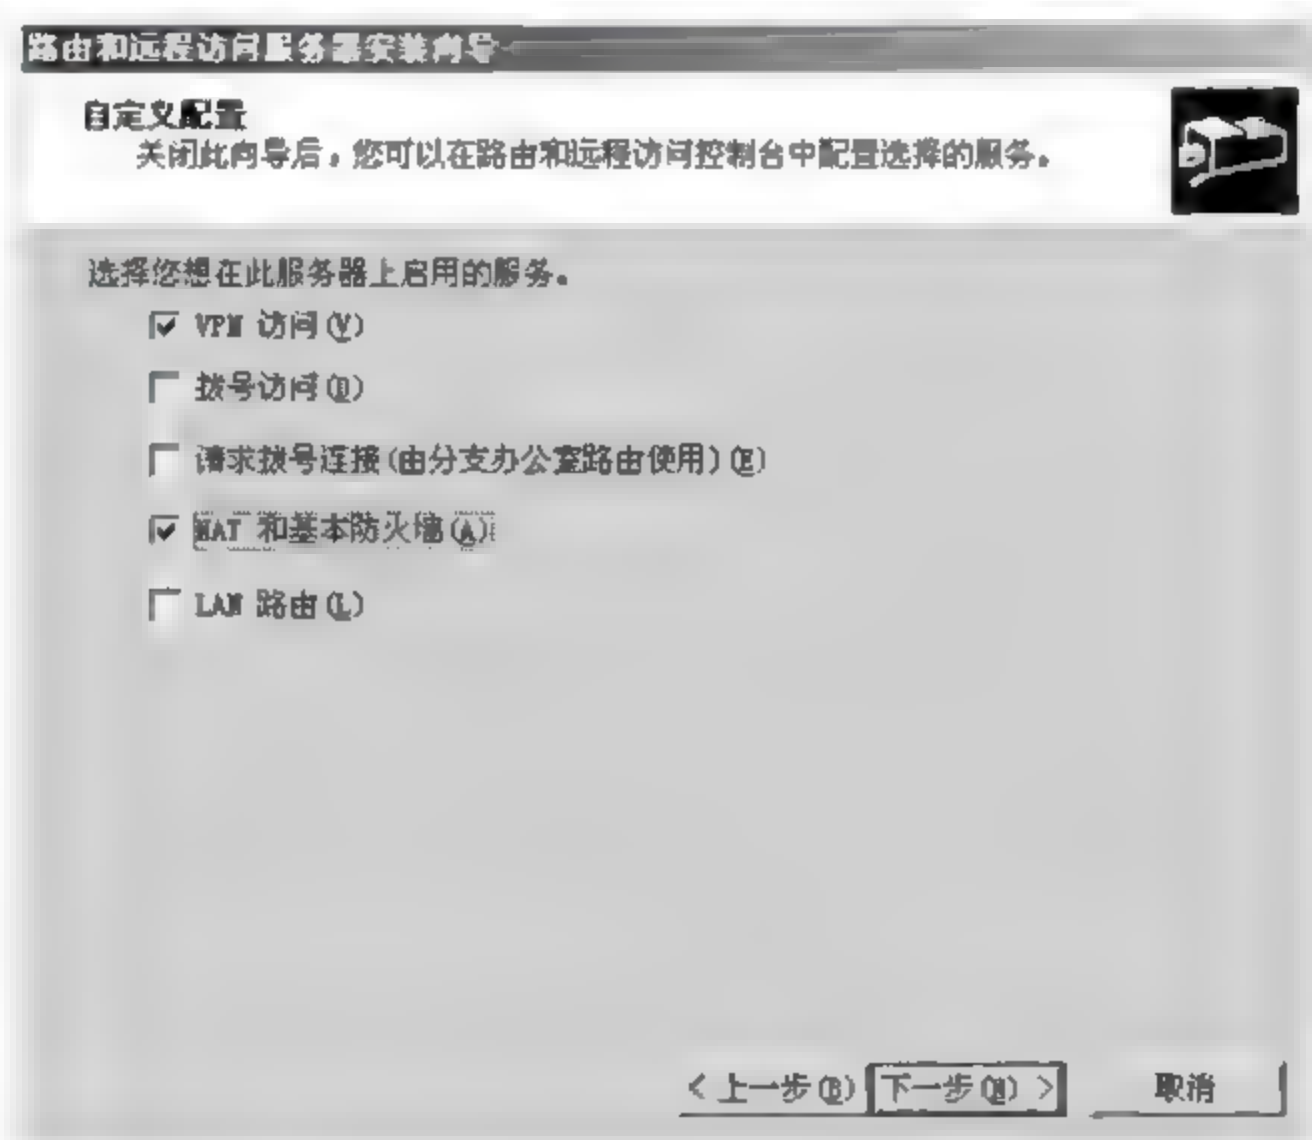 路由和远程访问服务器安装向导
自定义配置
关闭此向导后，您可以在路由和远程访问控制台中配置选择的服务。
选择您想在此服务器上启用的服务。
VPN 访问(V)
拨号访问(D)
请求拨号连接(由分支办公室路由使用)(E)
NAT 和基本防火墙(A)
LAN 路由(L)
< 上一步(B) 下一步(N) > 取消